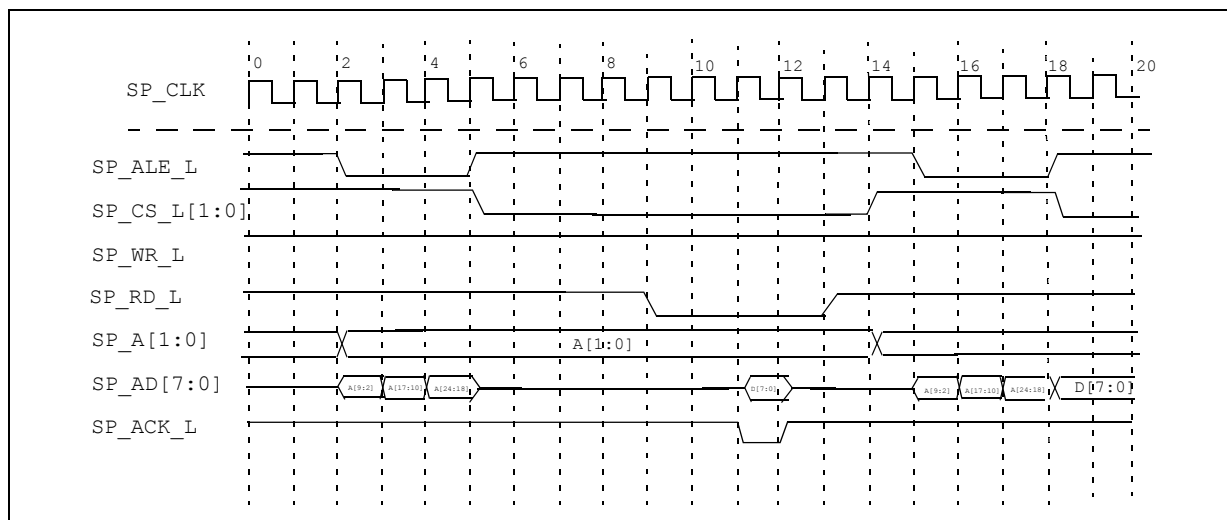 0 2 4 6 8 10 12 14 16 18 20
SP_CLK
SP_ALE_L
SP_CS_L[1:0]
SP_WR_L
SP_RD_L
SP_A[1:0] A[1:0]
SP_AD[7:0] A[9:2] A[17:10] A[24:18] D[7:0] A[9:2] A[17:10] A[24:18] D[7:0]
SP_ACK_L